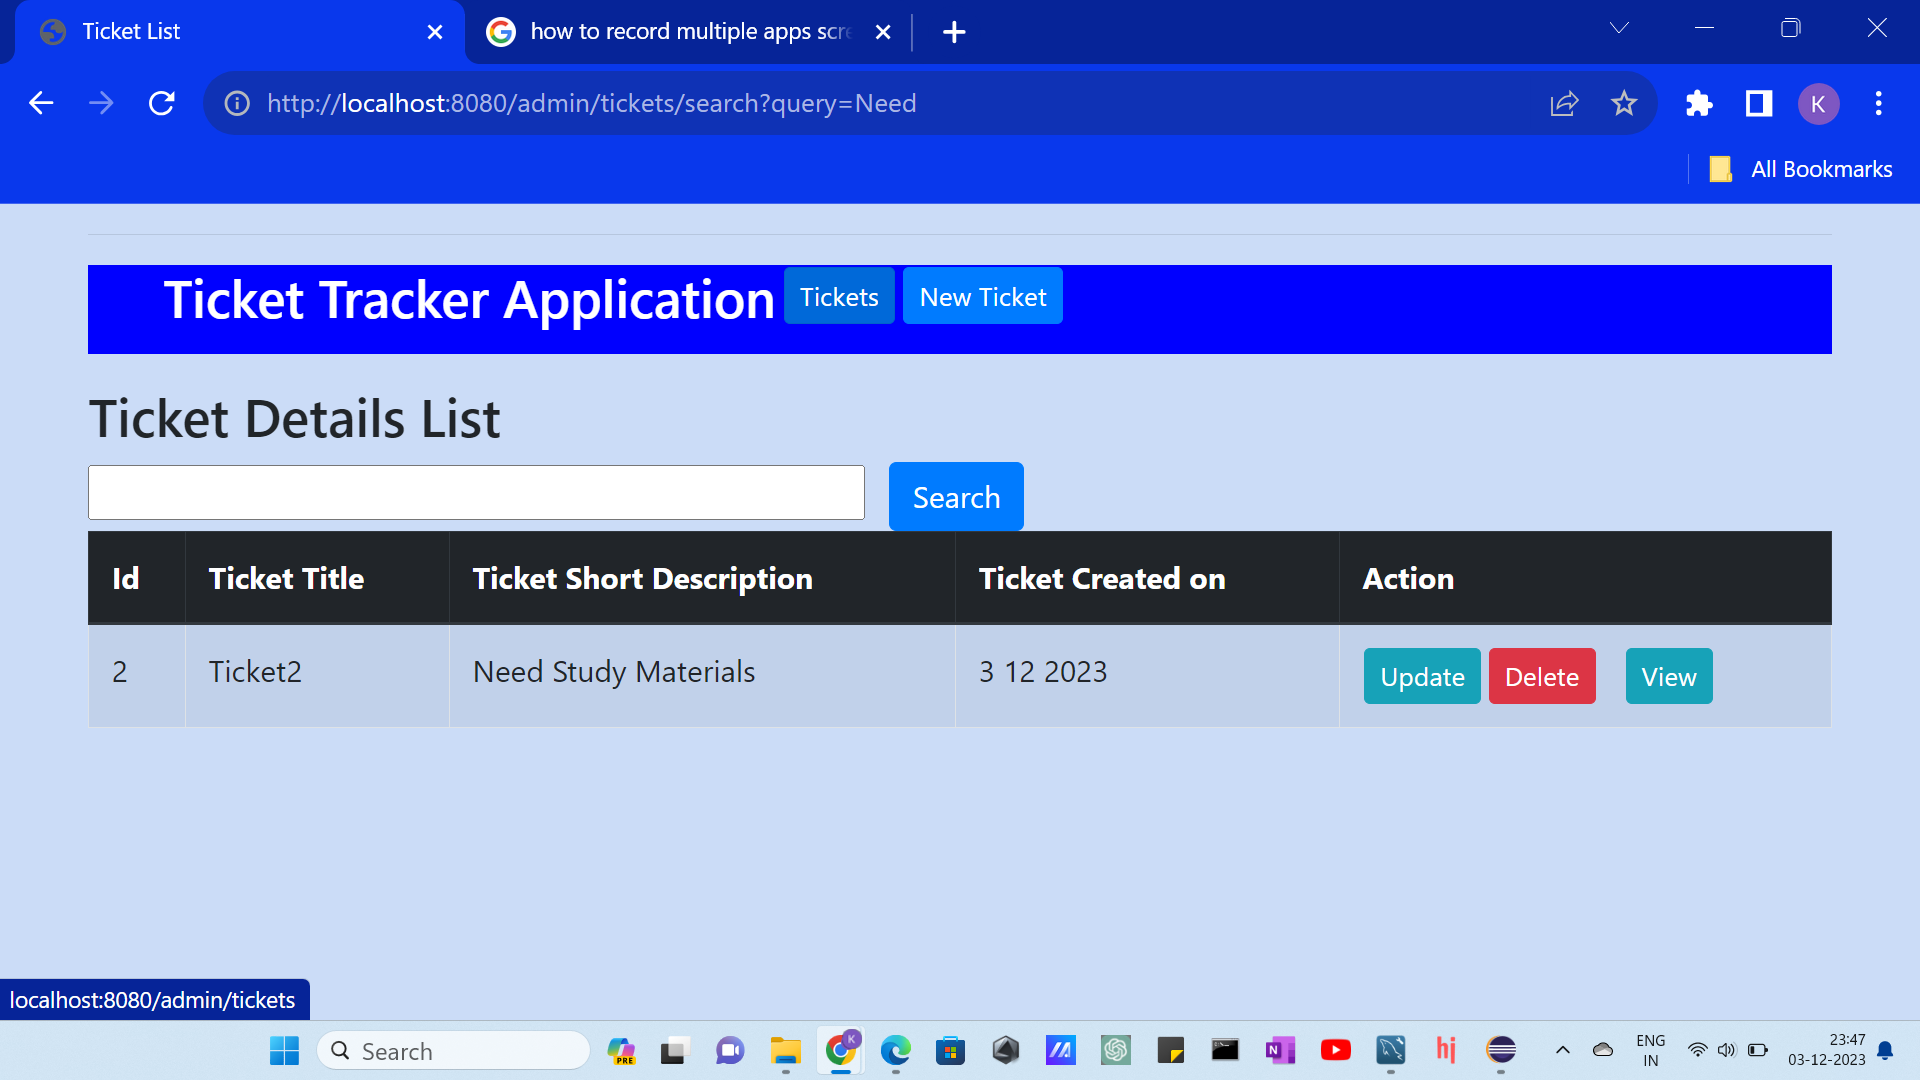 Ticket List
how to record multiple apps scre
http://localhost:8080/admin/tickets/search?query=Need
K
All Bookmarks
Ticket Tracker Application Tickets New Ticket
Ticket Details List
Search
Id Ticket Title Ticket Short Description Ticket Created on Action
2 Ticket2 Need Study Materials 3 12 2023 Update Delete View
localhost:8080/admin/tickets
Search
PRE
K
N
hj
ENG
IN
23:47
03-12-2023